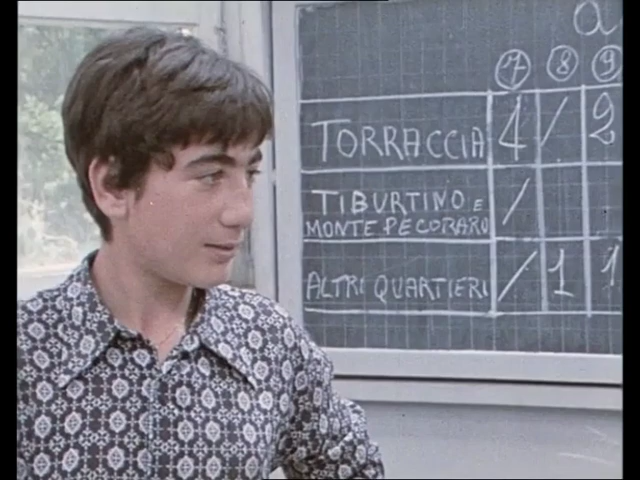 a
7 8 9
TORRACCIA 4 / 2
TIBURTINO E
MONTE PECORARO /
ALTRI QUARTIERI / 1 1